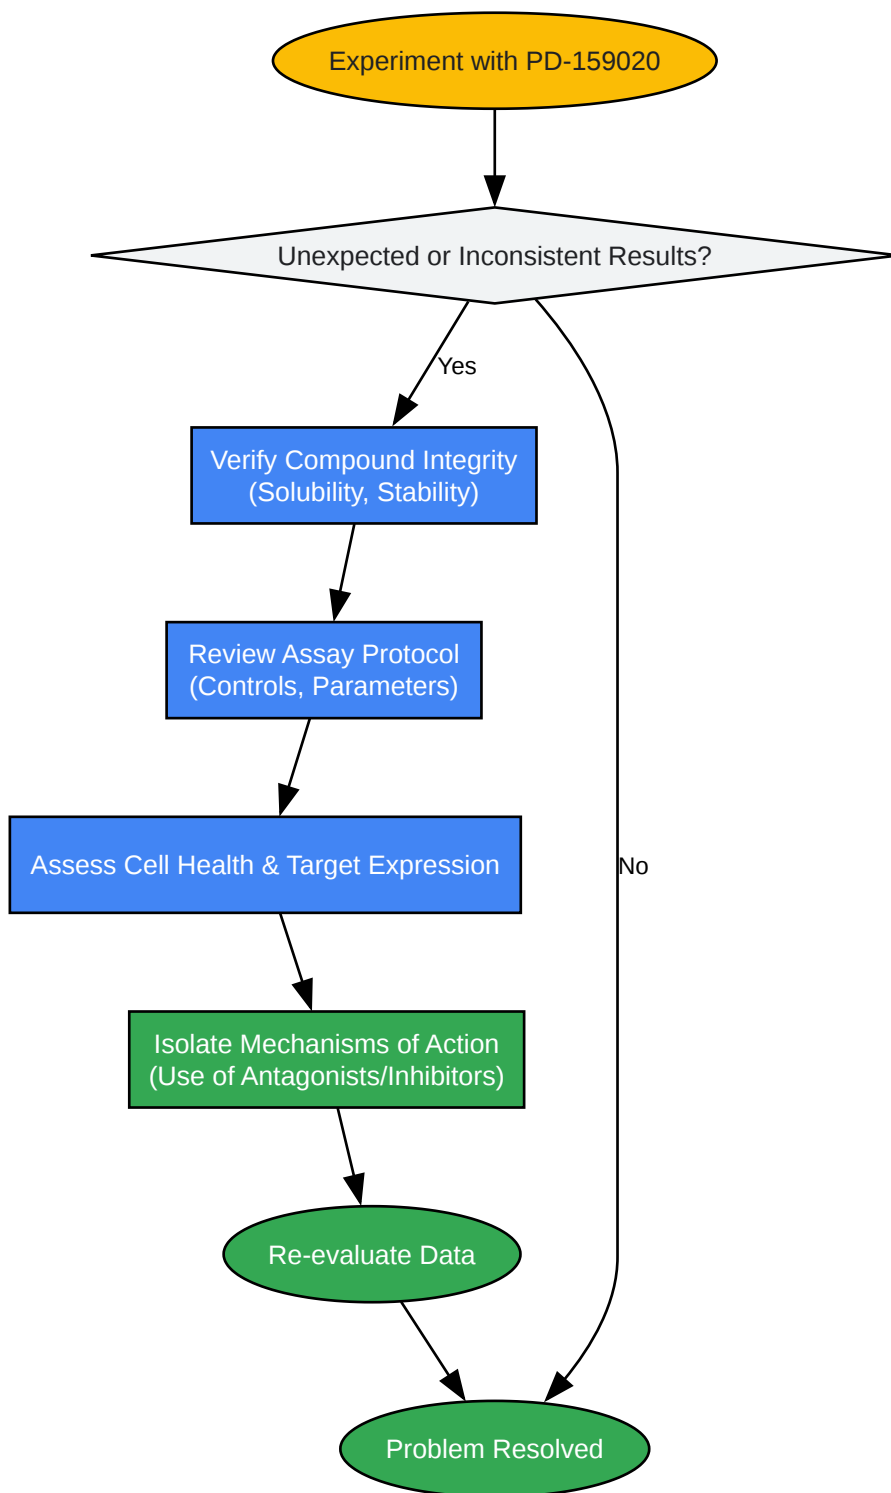 Experiment with PD-159020
Unexpected or Inconsistent Results?
Yes
Verify Compound Integrity
(Solubility, Stability)
Review Assay Protocol
(Controls, Parameters)
Assess Cell Health & Target Expression
No
Isolate Mechanisms of Action
(Use of Antagonists/Inhibitors)
Re-evaluate Data
Problem Resolved